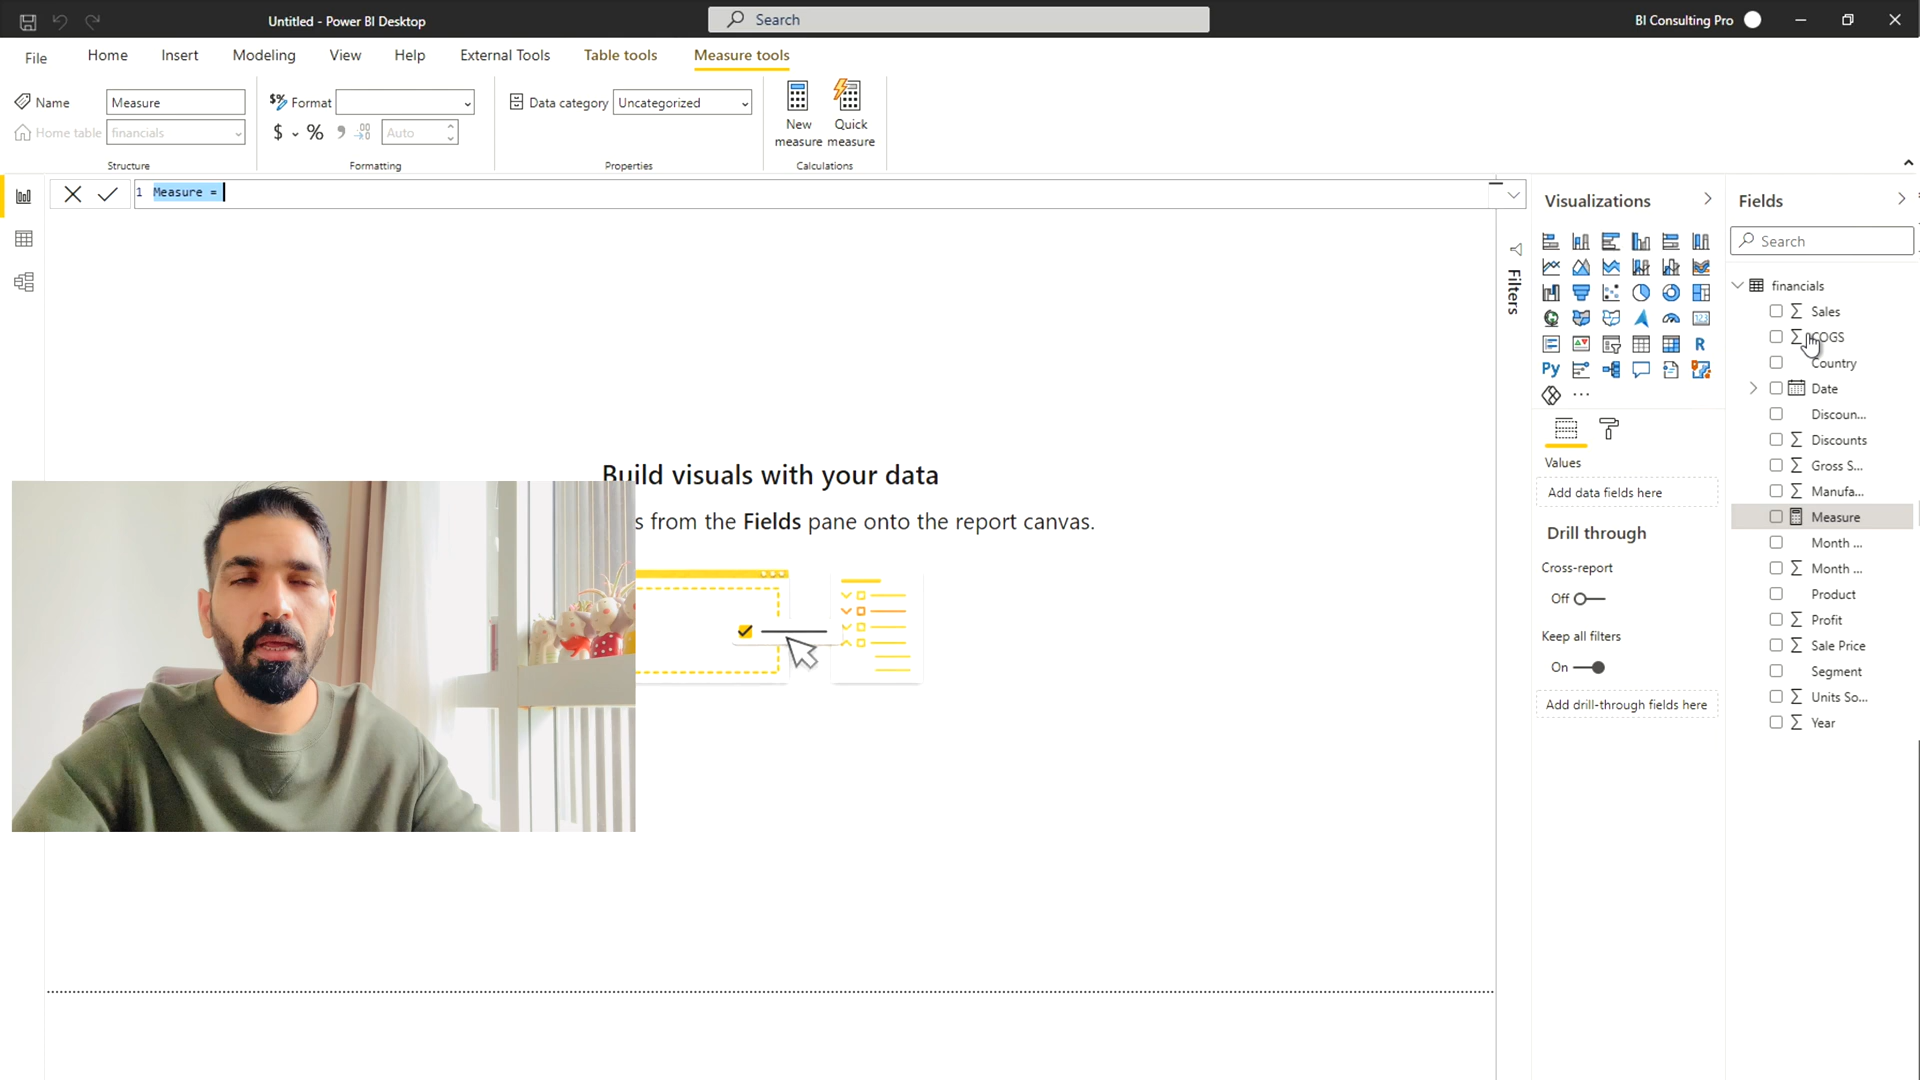 Untitled - Power BI Desktop
Search
BI Consulting Pro
File
Home
Insert
Modeling
View
Help
External Tools
Table tools
Measure tools
Name
Measure
Home table
financials
Structure
Format
$
%
Auto
Formatting
Data category
Uncategorized
Properties
New measure
Quick measure
Calculations
1 Measure =
Build visuals with your data
s from the Fields pane onto the report canvas.
Filters
Visualizations
R
Py
Values
Add data fields here
Drill through
Cross-report
Off
Keep all filters
On
Add drill-through fields here
Fields
Search
financials
Sales
COGS
Country
Date
Discoun...
Discounts
Gross S...
Manufa...
Measure
Month ...
Month ...
Product
Profit
Sale Price
Segment
Units So...
Year